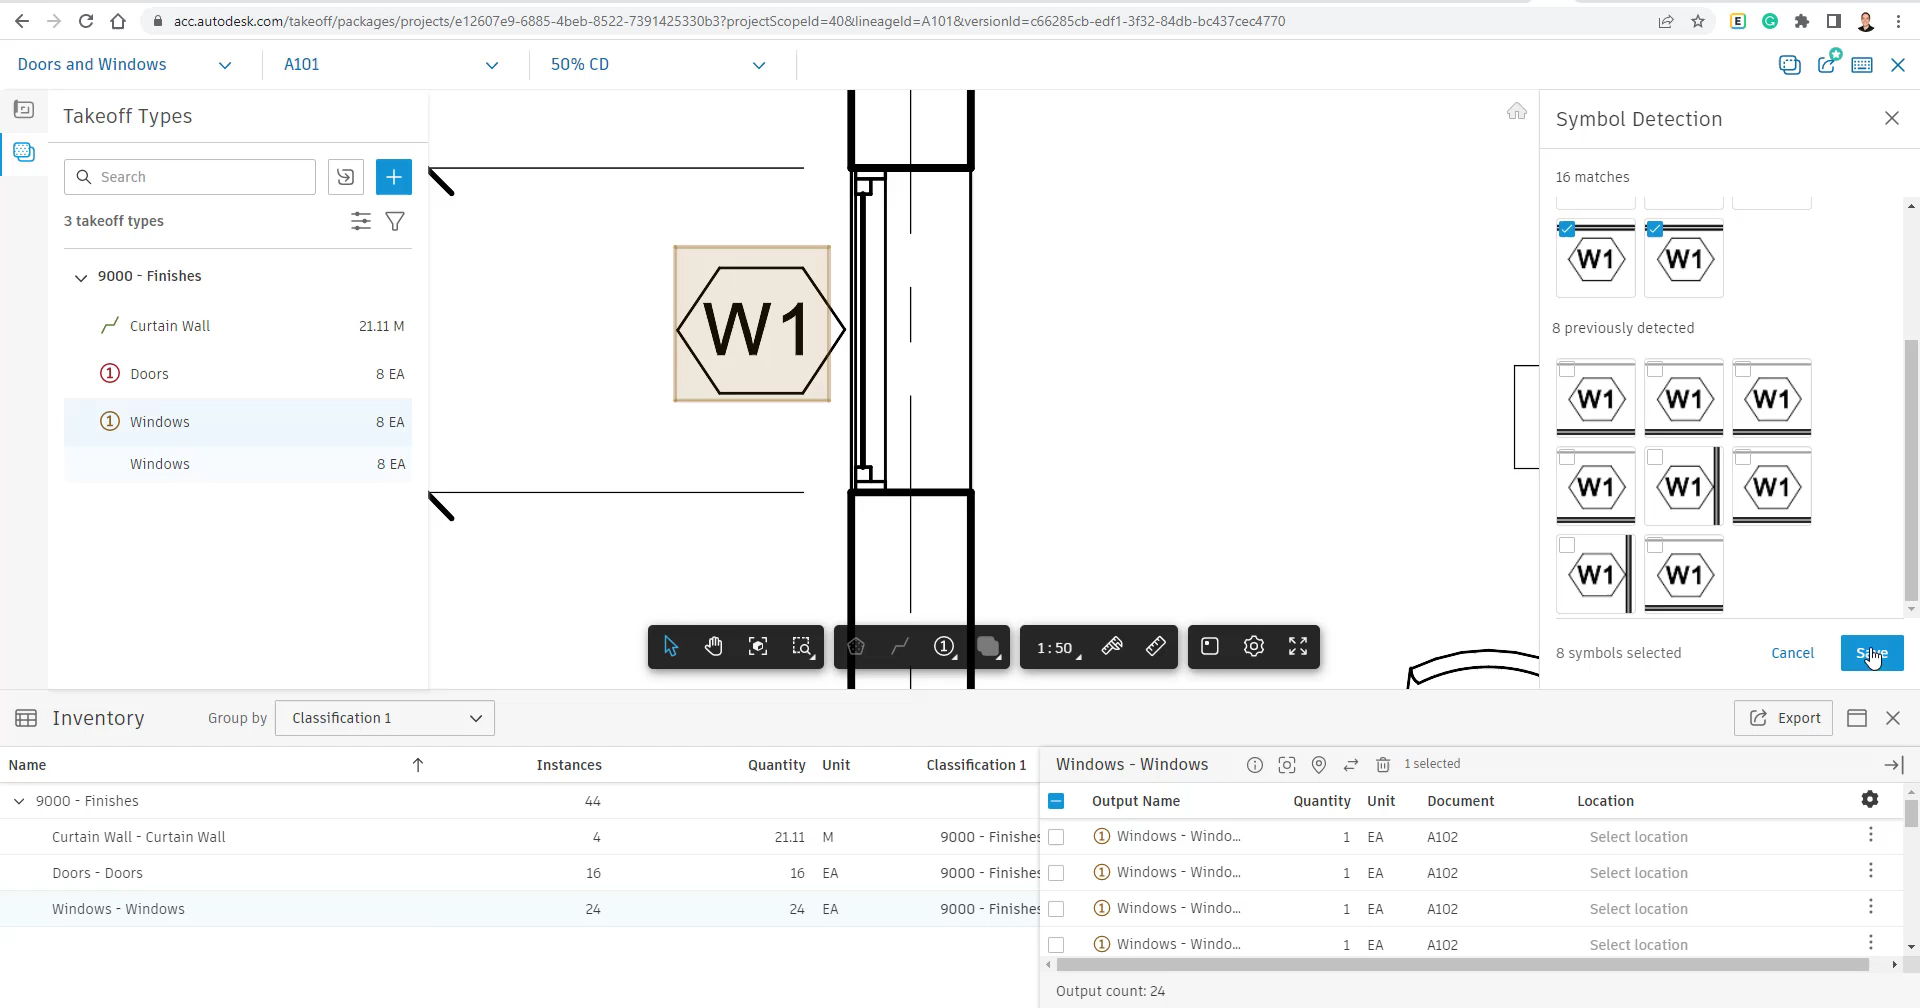 acc.autodesk.com/takeoff/packages/projects/e12607e9-6885-4beb-8522-7391425330b3?projectScopeId=40&lineageId=A101&versionId=c66285cb-edf1-3f32-84db-bc437cec4770
E
Doors and Windows
A101
50% CD
Takeoff Types
Search
3 takeoff types
9000 - Finishes
Curtain Wall 21.11 M
1 Doors 8 EA
1 Windows 8 EA
Windows 8 EA
W1
1
1:50
Symbol Detection
16 matches
W1 W1
8 previously detected
W1 W1 W1
W1 W1 W1
W1 W1
8 symbols selected
Cancel
Inventory
Group by
Classification 1
Export
Name Instances Quantity Unit Classification 1
9000 - Finishes 44
Curtain Wall - Curtain Wall 4 21.11 M 9000 - Finishes
Doors - Doors 16 16 EA 9000 - Finishes
Windows - Windows 24 24 EA 9000 - Finishes
Windows - Windows
1 selected
Output Name Quantity Unit Document Location
1 Windows - Windo... 1 EA A102 Select location
1 Windows - Windo... 1 EA A102 Select location
1 Windows - Windo... 1 EA A102 Select location
1 Windows - Windo... 1 EA A102 Select location
Output count: 24